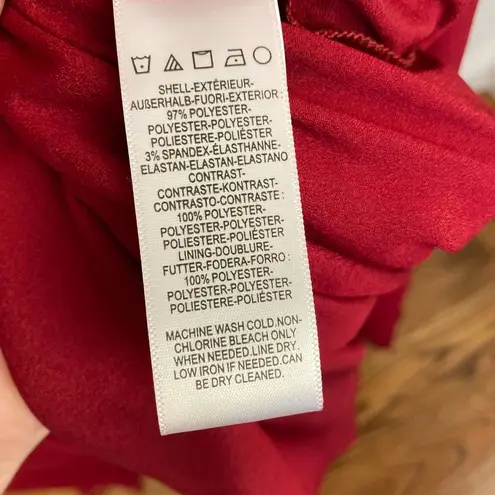 SHELL-EXTÉRIEUR-
AUßERHALB-FUORI-EXTERIOR :
97% POLYESTER-
POLYESTER-POLYESTER-
POLIESTERE-POLIÉSTER
3% SPANDEX-ÉLASTHANNE-
ELASTAN-ELASTAN-ELASTANO
CONTRAST-
CONTRASTE-KONTRAST-
CONTRASTO-CONTRASTE :
100% POLYESTER-
POLYESTER-POLYESTER-
POLIESTERE-POLIÉSTER
LINING-DOUBLURE-
FUTTER-FODERA-FORRO :
100% POLYESTER-
POLYESTER-POLYESTER-
POLIESTERE-POLIÉSTER
MACHINE WASH COLD.NON-
CHLORINE BLEACH ONLY
WHEN NEEDED.LINE DRY.
LOW IRON IF NEEDED.CAN
BE DRY CLEANED.